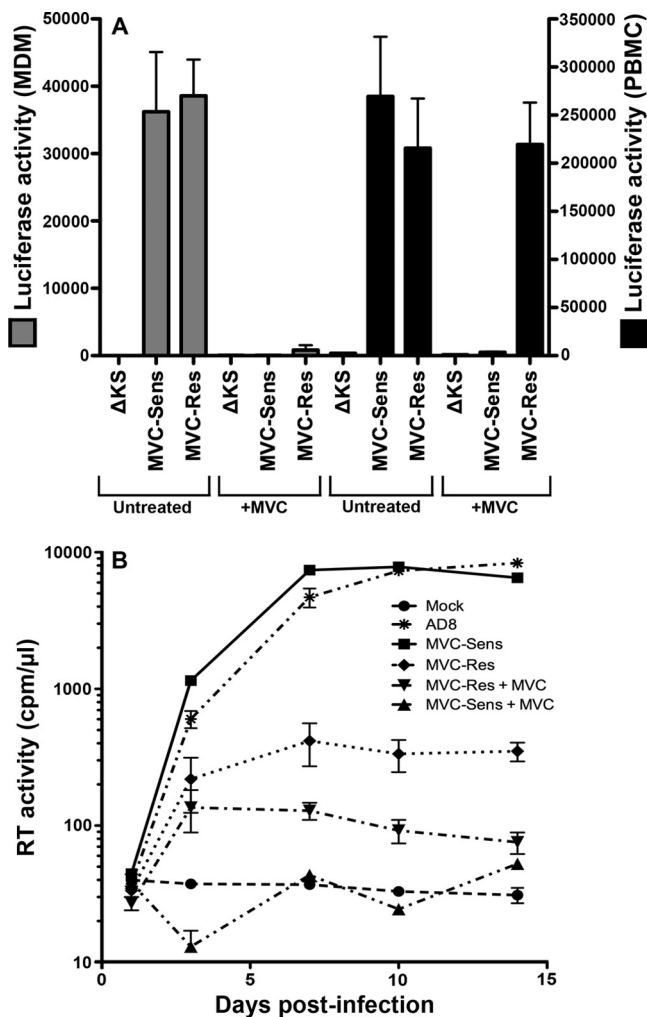 A
Luciferase activity (MDM)
50000
40000
30000
20000
10000
0
350000
300000
250000
200000
150000
100000
50000
0
Luciferase activity (PBMC)
ΔKS
MVC-Sens
MVC-Res
ΔKS
MVC-Sens
MVC-Res
ΔKS
MVC-Sens
MVC-Res
ΔKS
MVC-Sens
MVC-Res
Untreated
+MVC
Untreated
+MVC
B
RT activity (cpm/µl)
10000
1000
100
10
Mock
AD8
MVC-Sens
MVC-Res
MVC-Res + MVC
MVC-Sens + MVC
0
5
10
15
Days post-infection